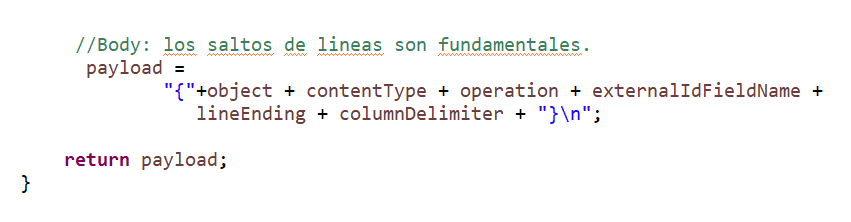 //Body: los saltos de lineas son fundamentales.
payload =
"{"+object + contentType + operation + externalIdFieldName +
lineEnding + columnDelimiter + "}\n";
return payload;
}